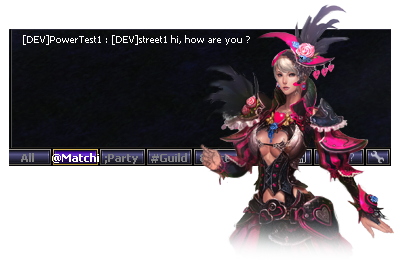 [DEV]PowerTest1 : [DEV]street1 hi, how are you ?
All @Matchi ;Party #Guild ?